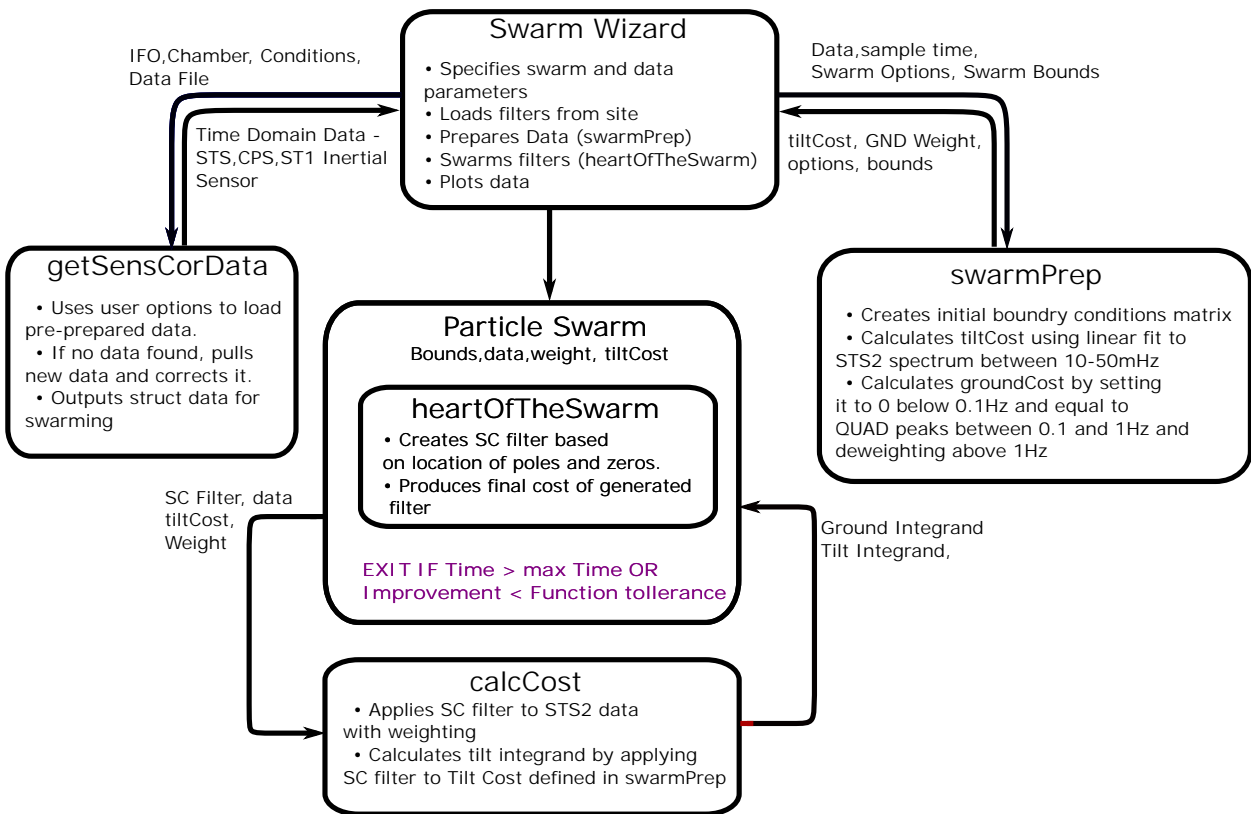 Swarm Wizard
• Specifies swarm and data
parameters
• Loads filters from site
• Prepares Data (swarmPrep)
• Swarms filters (heartOfTheSwarm)
• Plots data
IFO,Chamber, Conditions,
Data File
Time Domain Data -
STS,CPS,ST1 Inertial
Sensor
Data,sample time,
Swarm Options, Swarm Bounds
tiltCost, GND Weight,
options, bounds
getSensCorData
• Uses user options to load
pre-prepared data.
• If no data found, pulls
new data and corrects it.
• Outputs struct data for
swarming
Particle Swarm
Bounds,data,weight, tiltCost
heartOfTheSwarm
• Creates SC filter based
on location of poles and zeros.
• Produces final cost of generated
filter
EXIT IF Time > max Time OR
Improvement < Function tollerance
swarmPrep
• Creates initial boundry conditions matrix
• Calculates tiltCost using linear fit to
STS2 spectrum between 10-50mHz
• Calculates groundCost by setting
it to 0 below 0.1Hz and equal to
QUAD peaks between 0.1 and 1Hz and
deweighting above 1Hz
SC Filter, data
tiltCost,
Weight
Ground Integrand
Tilt Integrand,
calcCost
• Applies SC filter to STS2 data
with weighting
• Calculates tilt integrand by applying
SC filter to Tilt Cost defined in swarmPrep